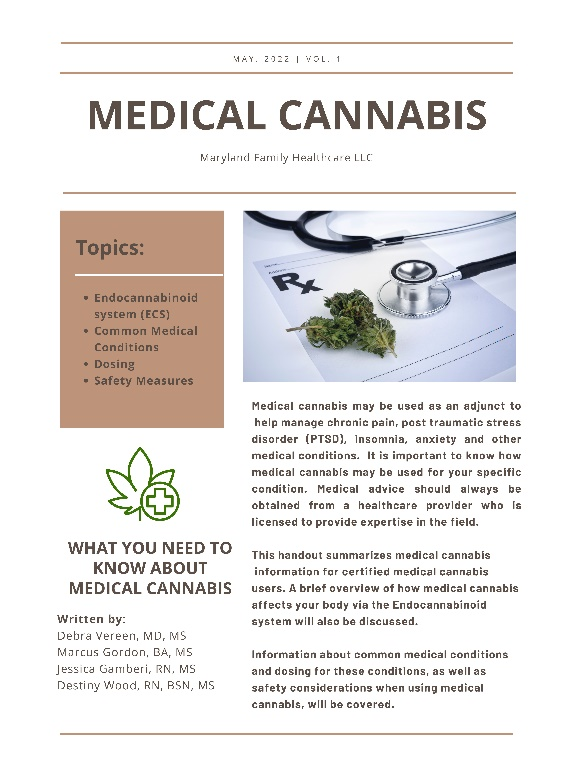 MAY. 2022 | VOL. 1
MEDICAL CANNABIS
Maryland Family Healthcare LLC
Topics:
• Endocannabinoid
system (ECS)
• Common Medical
Conditions
• Dosing
• Safety Measures
Rx
WHAT YOU NEED TO
KNOW ABOUT
MEDICAL CANNABIS
Written by:
Debra Vereen, MD, MS
Marcus Gordon, BA, MS
Jessica Gamberi, RN, MS
Destiny Wood, RN, BSN, MS
Medical cannabis may be used as an adjunct to
help manage chronic pain, post traumatic stress
disorder (PTSD), insomnia, anxiety and other
medical conditions. It is important to know how
medical cannabis may be used for your specific
condition. Medical advice should always be
obtained from a healthcare provider who is
licensed to provide expertise in the field.
This handout summarizes medical cannabis
information for certified medical cannabis
users. A brief overview of how medical cannabis
affects your body via the Endocannabinoid
system will also be discussed.
Information about common medical conditions
and dosing for these conditions, as well as
safety considerations when using medical
cannabis, will be covered.